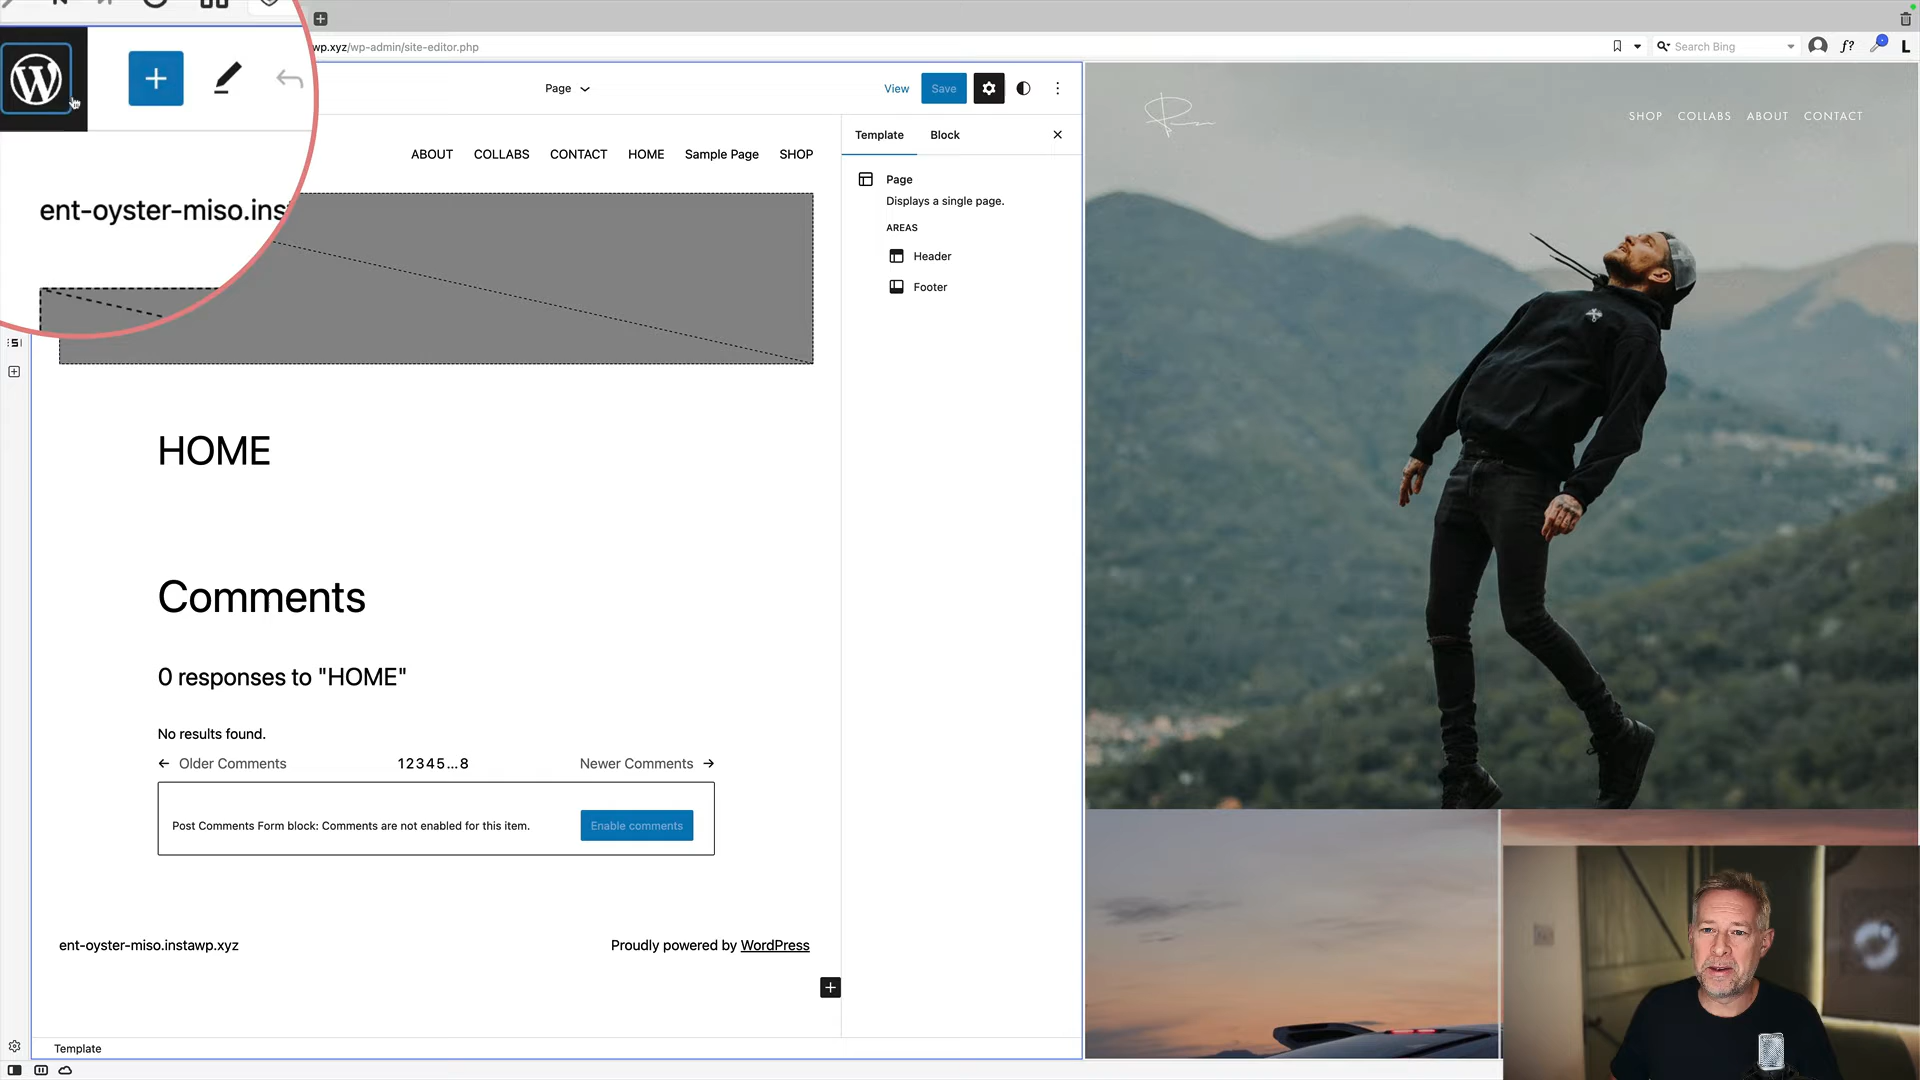 wp.xyz/wp-admin/site-editor.php
Search Bing
f?
L
Page
View
Save
Template
Block
ABOUT
COLLABS
CONTACT
HOME
Sample Page
SHOP
ent-oyster-miso.ins
Page
Displays a single page.
AREAS
Header
Footer
SHOP
COLLABS
ABOUT
CONTACT
HOME
Comments
0 responses to "HOME"
No results found.
Older Comments
12345...8
Newer Comments
Post Comments Form block: Comments are not enabled for this item.
Enable comments
ent-oyster-miso.instawp.xyz
Proudly powered by WordPress
Template